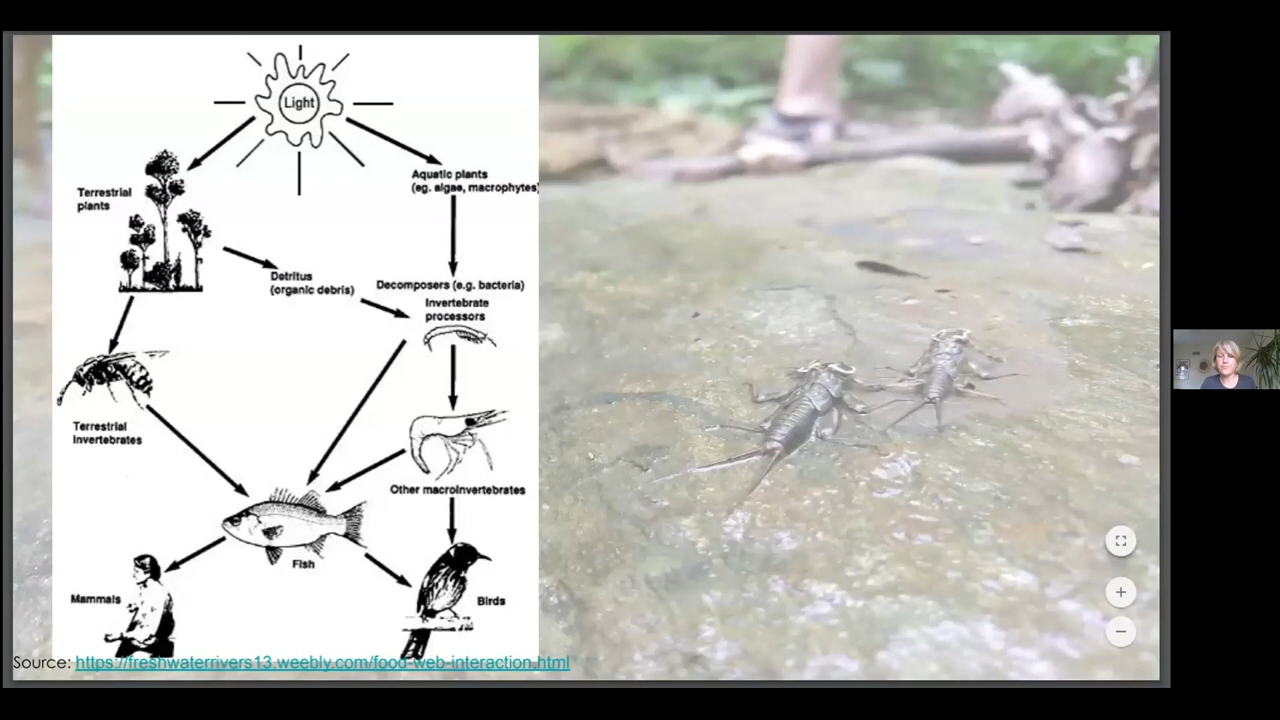 Light
Aquatic plants
(eg. algae, macrophytes)
Terrestrial
plants
Detritus
(organic debris)
Decomposers (e.g. bacteria)
Invertebrate
processors
Terrestrial
invertebrates
Other macroinvertebrates
Fish
Mammals
Birds
Source: https://freshwaterrivers13.weebly.com/food-web-interaction.html